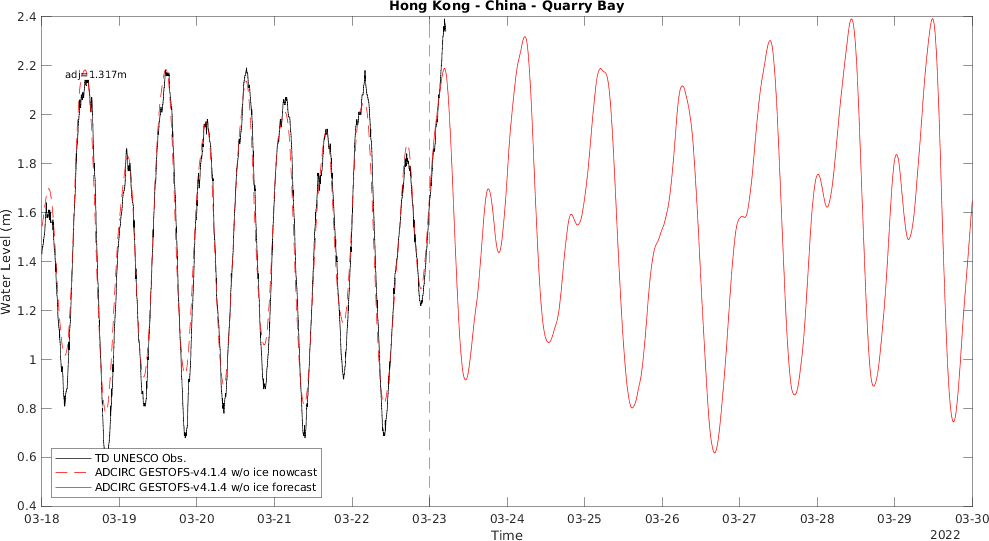 Hong Kong - China - Quarry Bay
2.4
2.2
2
1.8
1.6
1.4
1.2
1
0.8
0.6
0.4
Water Level (m)
adj=1.317m
TD UNESCO Obs.
ADCIRC GESTOFS-v4.1.4 w/o ice nowcast
ADCIRC GESTOFS-v4.1.4 w/o ice forecast
03-18 03-19 03-20 03-21 03-22 03-23 03-24 03-25 03-26 03-27 03-28 03-29 03-30
Time
2022